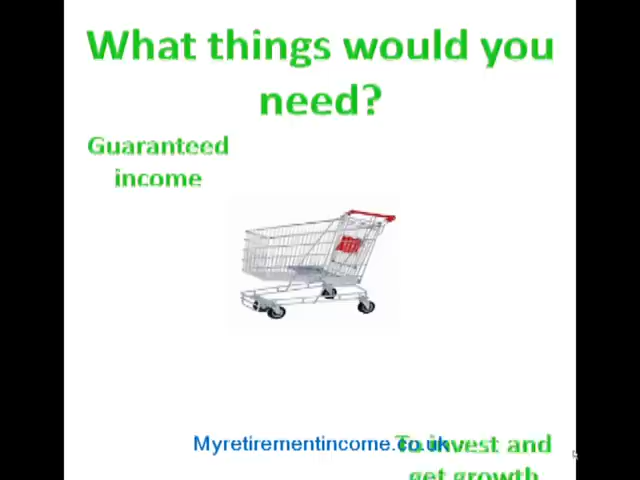 What things would you
need?
Guaranteed
income
Myretirementincome.co.uk
To invest and
get growth